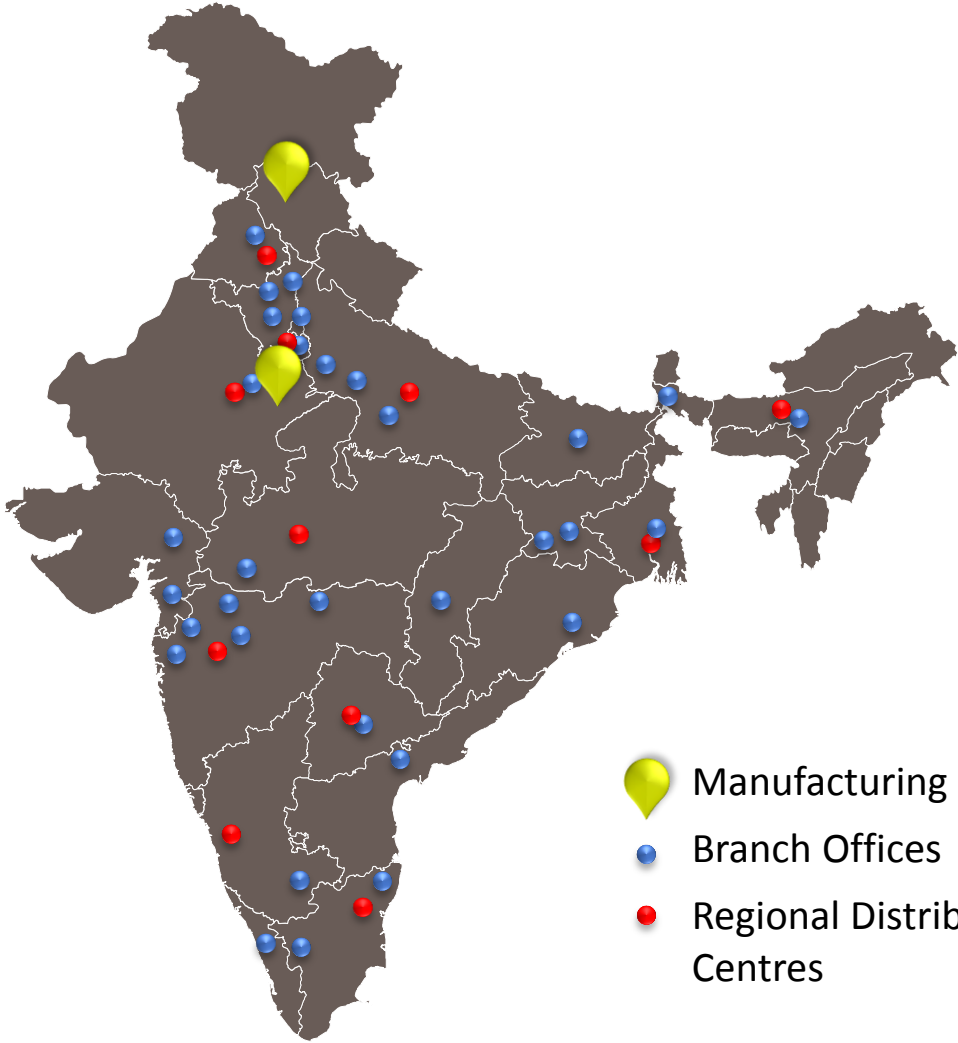 Manufacturing
Branch Offices
Regional Distrib
Centres